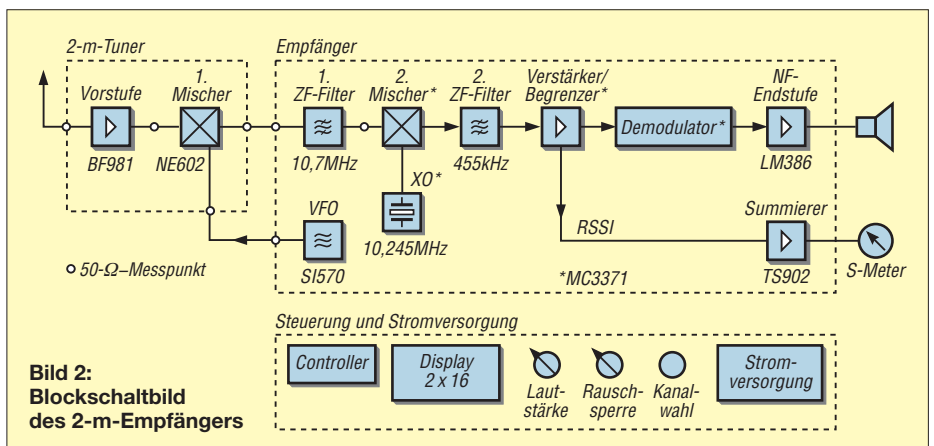 2-m-Tuner
Vorstufe
BF981
1.
Mischer
NE602
Empfänger
1.
ZF-Filter
10,7MHz
2.
Mischer*
XO*
10,245MHz
2.
ZF-Filter
455kHz
Verstärker/
Begrenzer*
Demodulator*
NF-
Endstufe
LM386
VFO
SI570
RSSI
*MC3371
Summierer
TS902
S-Meter
50-Ω–Messpunkt
Steuerung und Stromversorgung
Controller
Display
2 x 16
Laut-
stärke
Rausch-
sperre
Kanal-
wahl
Strom-
versorgung
Bild 2:
Blockschaltbild
des 2-m-Empfängers